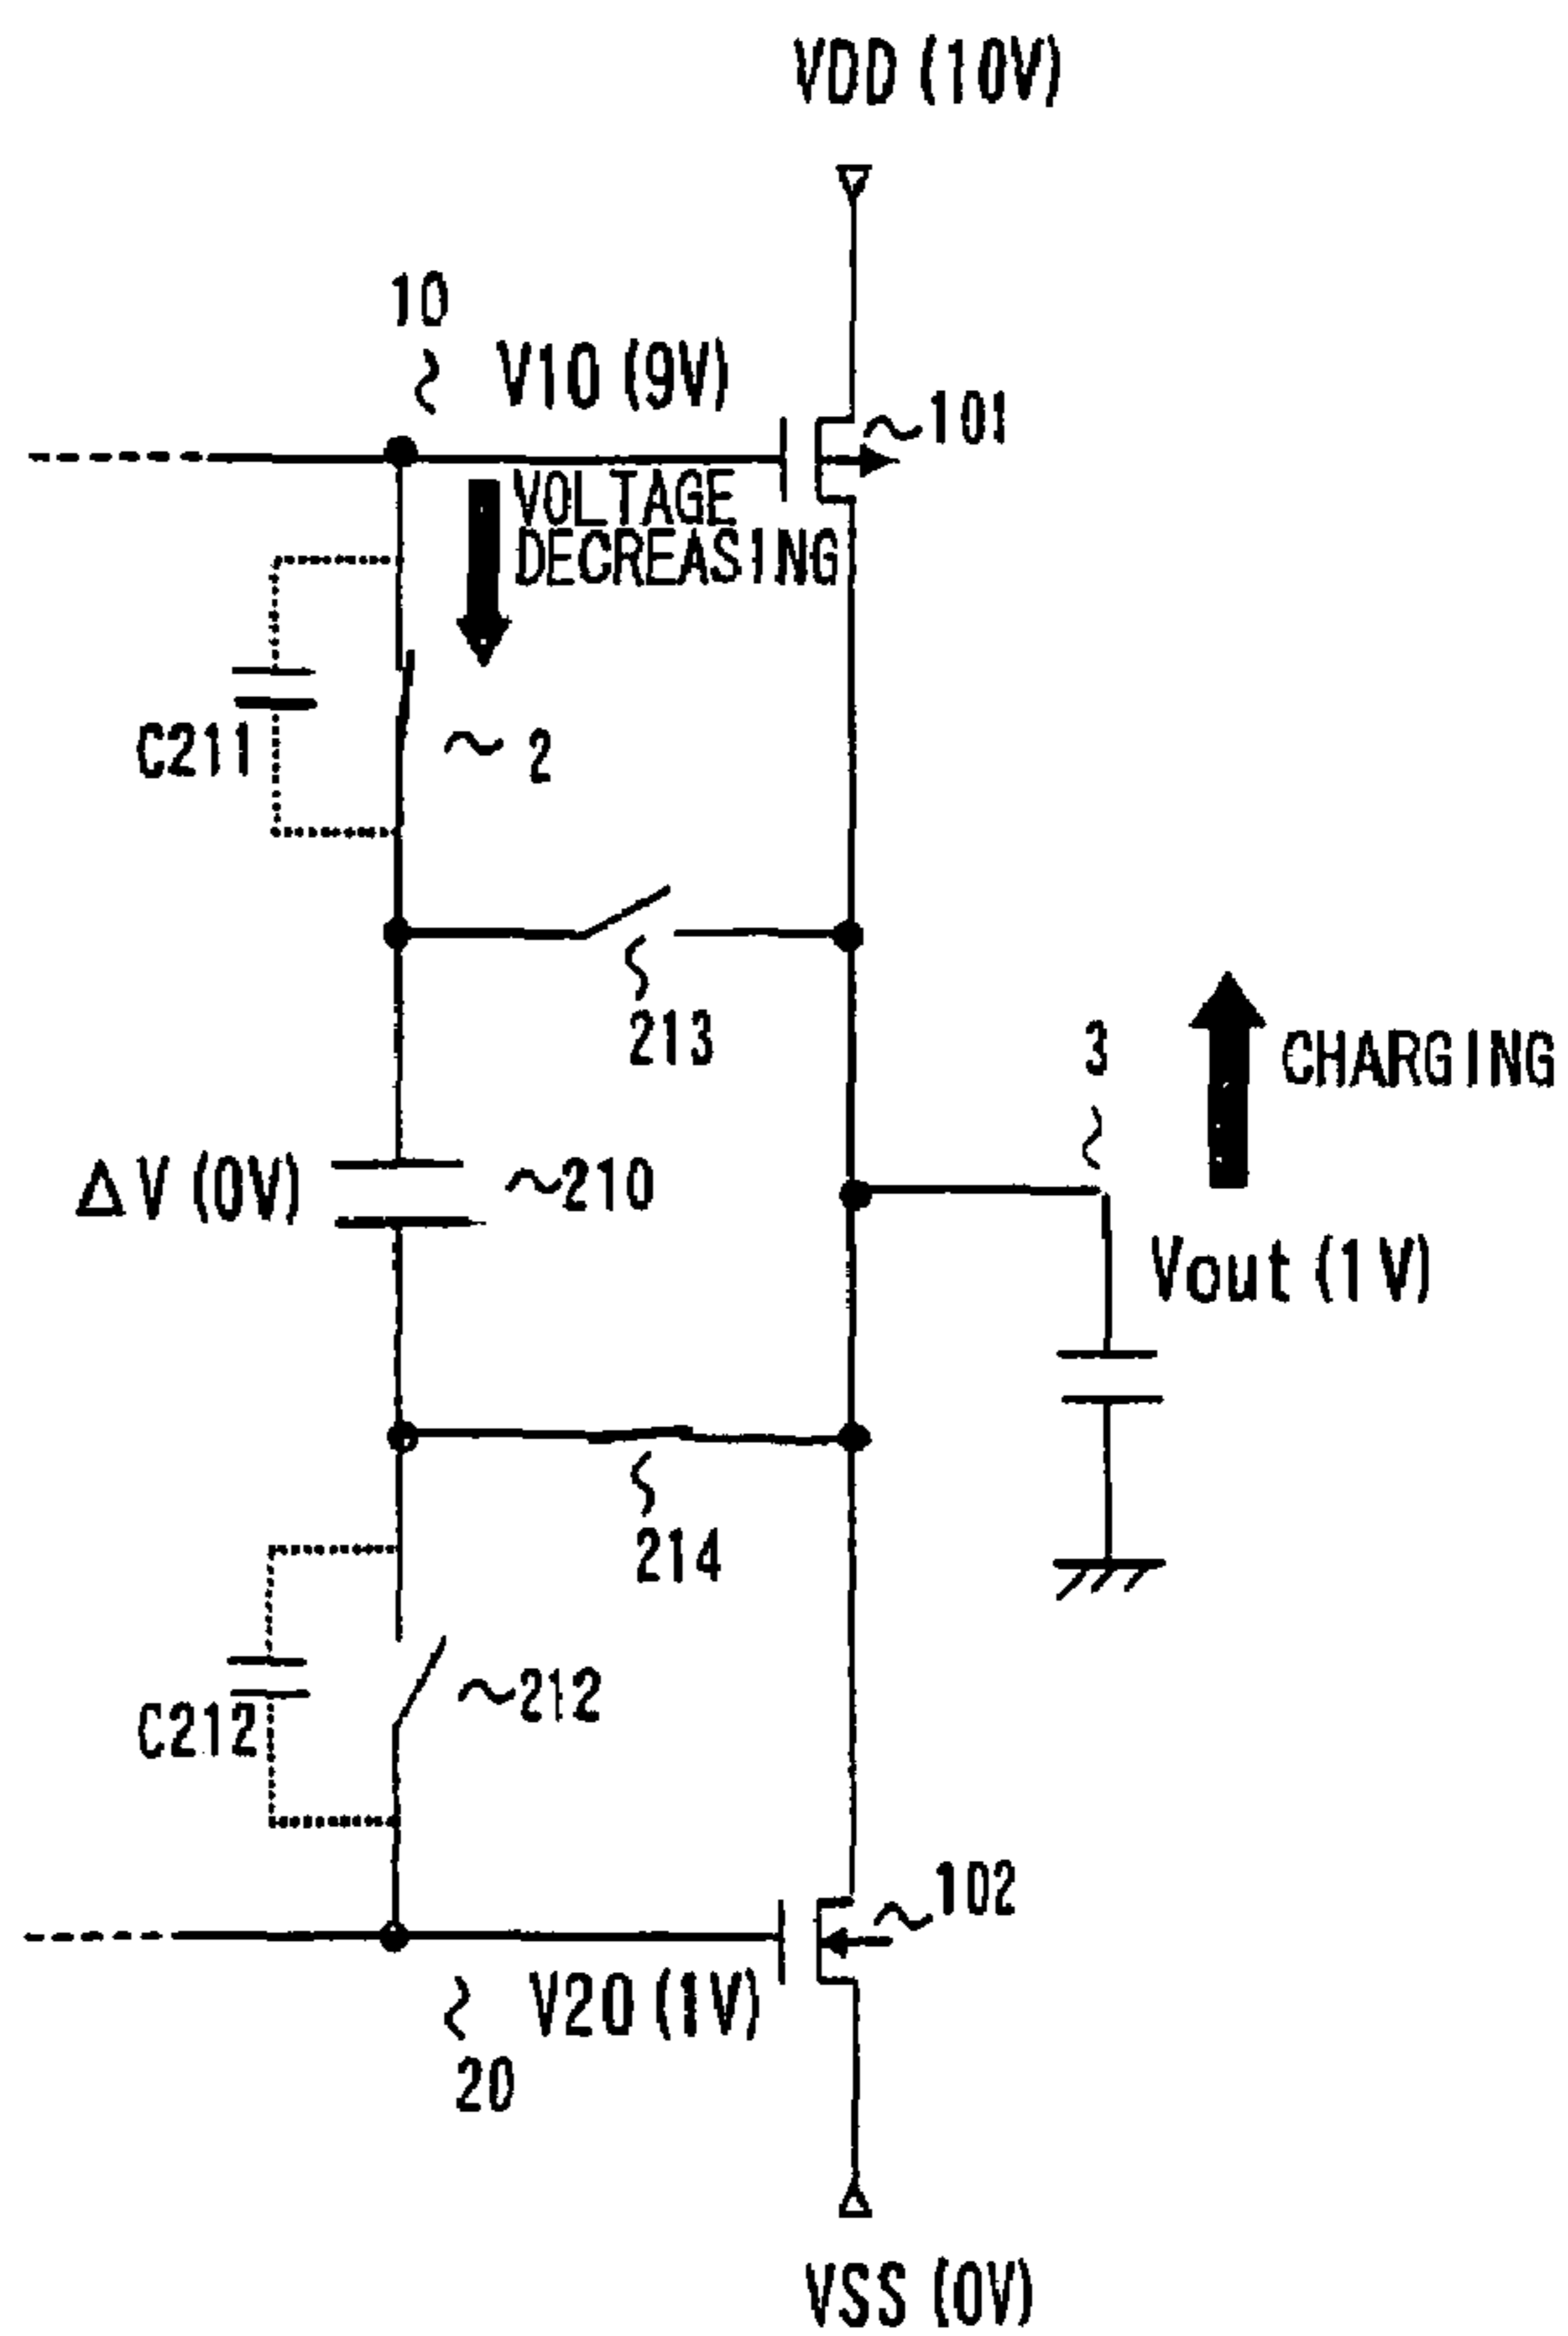 VDD (10V)
10
V10 (9V)
101
VOLTAGE
DECREASING
C211
2
213
3
CHARGING
ΔV (0V)
210
Vout (1V)
214
212
C212
102
V20 (1V)
20
VSS (0V)